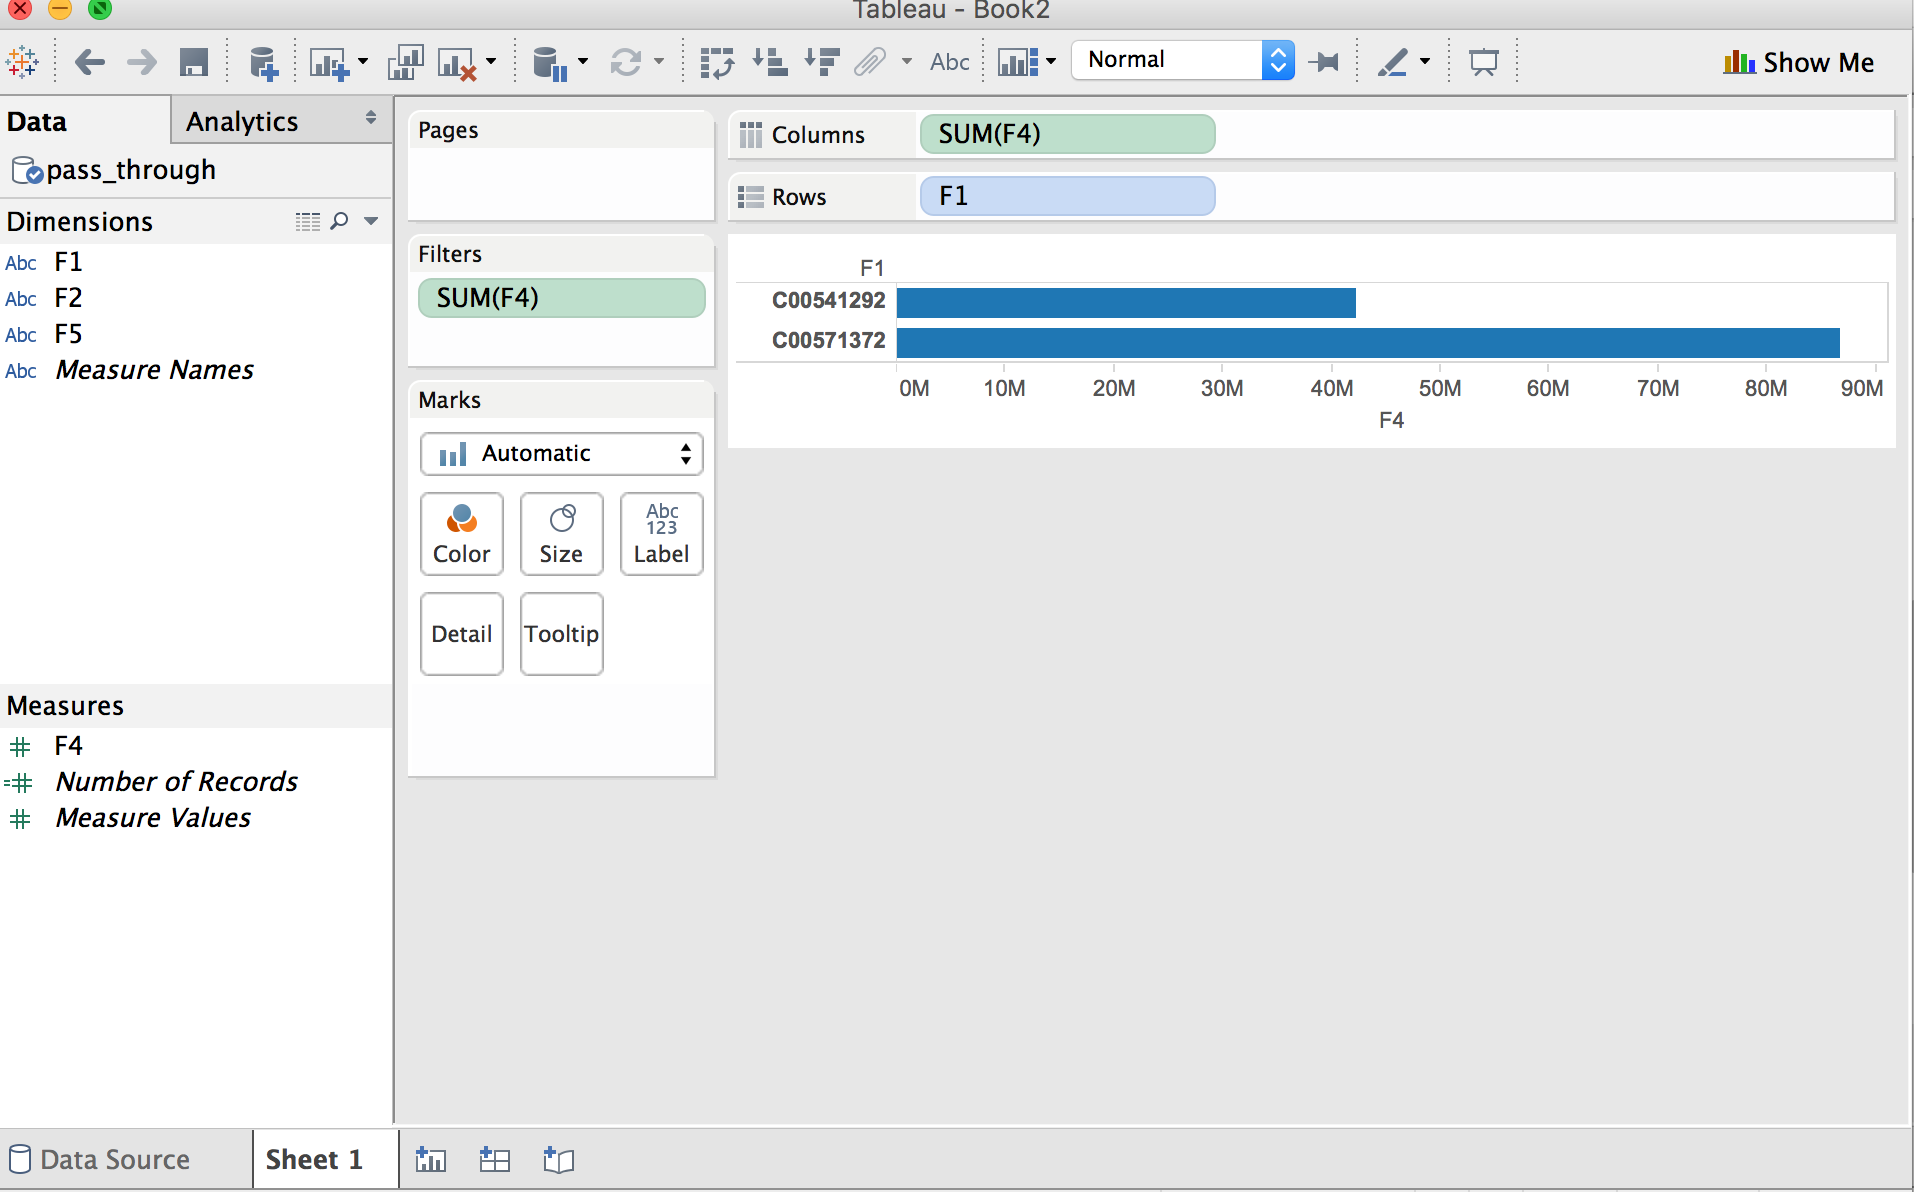 Tableau - Book2
Abc
Normal
Show Me
Data
Analytics
pass_through
Dimensions
Abc F1
Abc F2
Abc F5
Abc Measure Names
Measures
F4
Number of Records
Measure Values
Pages
Filters
SUM(F4)
Marks
Automatic
Color
Size
Abc
123
Label
Detail
Tooltip
Columns SUM(F4)
Rows F1
F1
C00541292
C00571372
0M 10M 20M 30M 40M 50M 60M 70M 80M 90M
F4
Data Source
Sheet 1